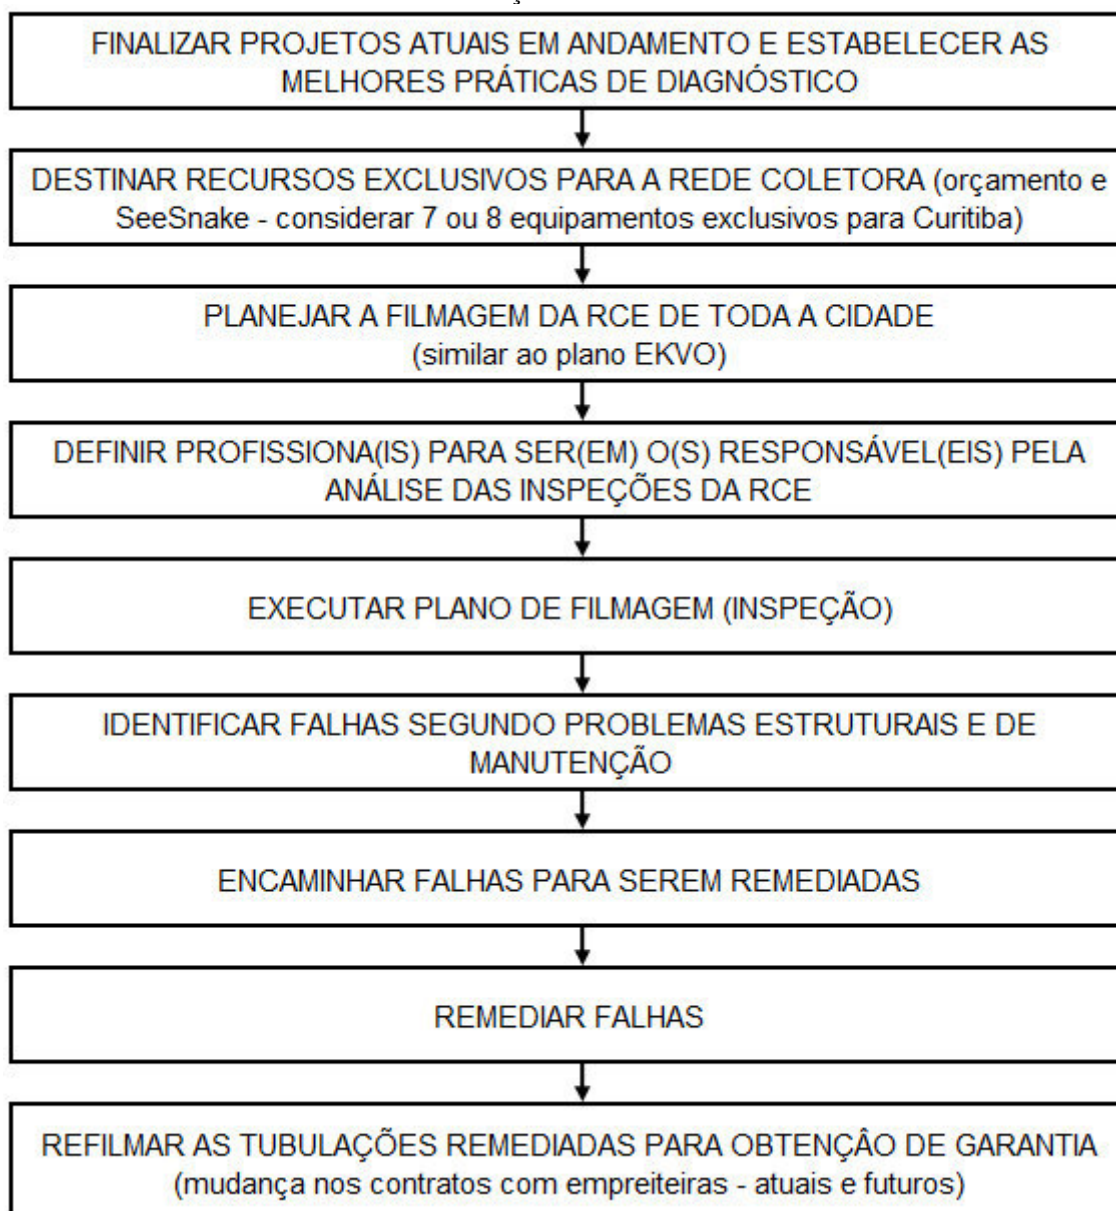 FINALIZAR PROJETOS ATUAIS EM ANDAMENTO E ESTABELECER AS
MELHORES PRÁTICAS DE DIAGNÓSTICO
DESTINAR RECURSOS EXCLUSIVOS PARA A REDE COLETORA (orçamento e
SeeSnake - considerar 7 ou 8 equipamentos exclusivos para Curitiba)
PLANEJAR A FILMAGEM DA RCE DE TODA A CIDADE
(similar ao plano EKVO)
DEFINIR PROFISSIONA(IS) PARA SER(EM) O(S) RESPONSÁVEL(EIS) PELA
ANÁLISE DAS INSPEÇÕES DA RCE
EXECUTAR PLANO DE FILMAGEM (INSPEÇÃO)
IDENTIFICAR FALHAS SEGUNDO PROBLEMAS ESTRUTURAIS E DE
MANUTENÇÃO
ENCAMINHAR FALHAS PARA SEREM REMEDIADAS
REMEDIAR FALHAS
REFILMAR AS TUBULAÇÕES REMEDIADAS PARA OBTENÇÂO DE GARANTIA
(mudança nos contratos com empreiteiras - atuais e futuros)